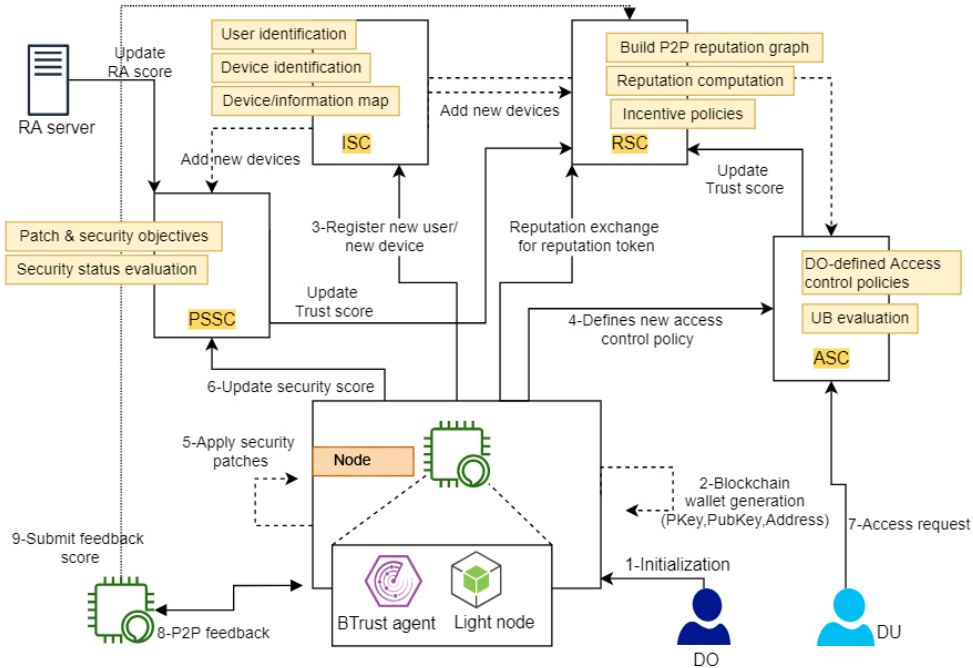 Update
RA score
RA server
User identification
Device identification
Device/information map
ISC
Add new devices
Add new devices
Build P2P reputation graph
Reputation computation
Incentive policies
RSC
Update
Trust score
Patch & security objectives
Security status evaluation
PSSC
3-Register new user/
new device
Reputation exchange
for reputation token
Update
Trust score
DO-defined Access
control policies
UB evaluation
ASC
4-Defines new access
control policy
6-Update security score
5-Apply security
patches
Node
2-Blockchain
wallet generation
(PKey,PubKey,Address)
7-Access request
9-Submit feedback
score
8-P2P feedback
BTrust agent
Light node
1-Initialization
DO
DU